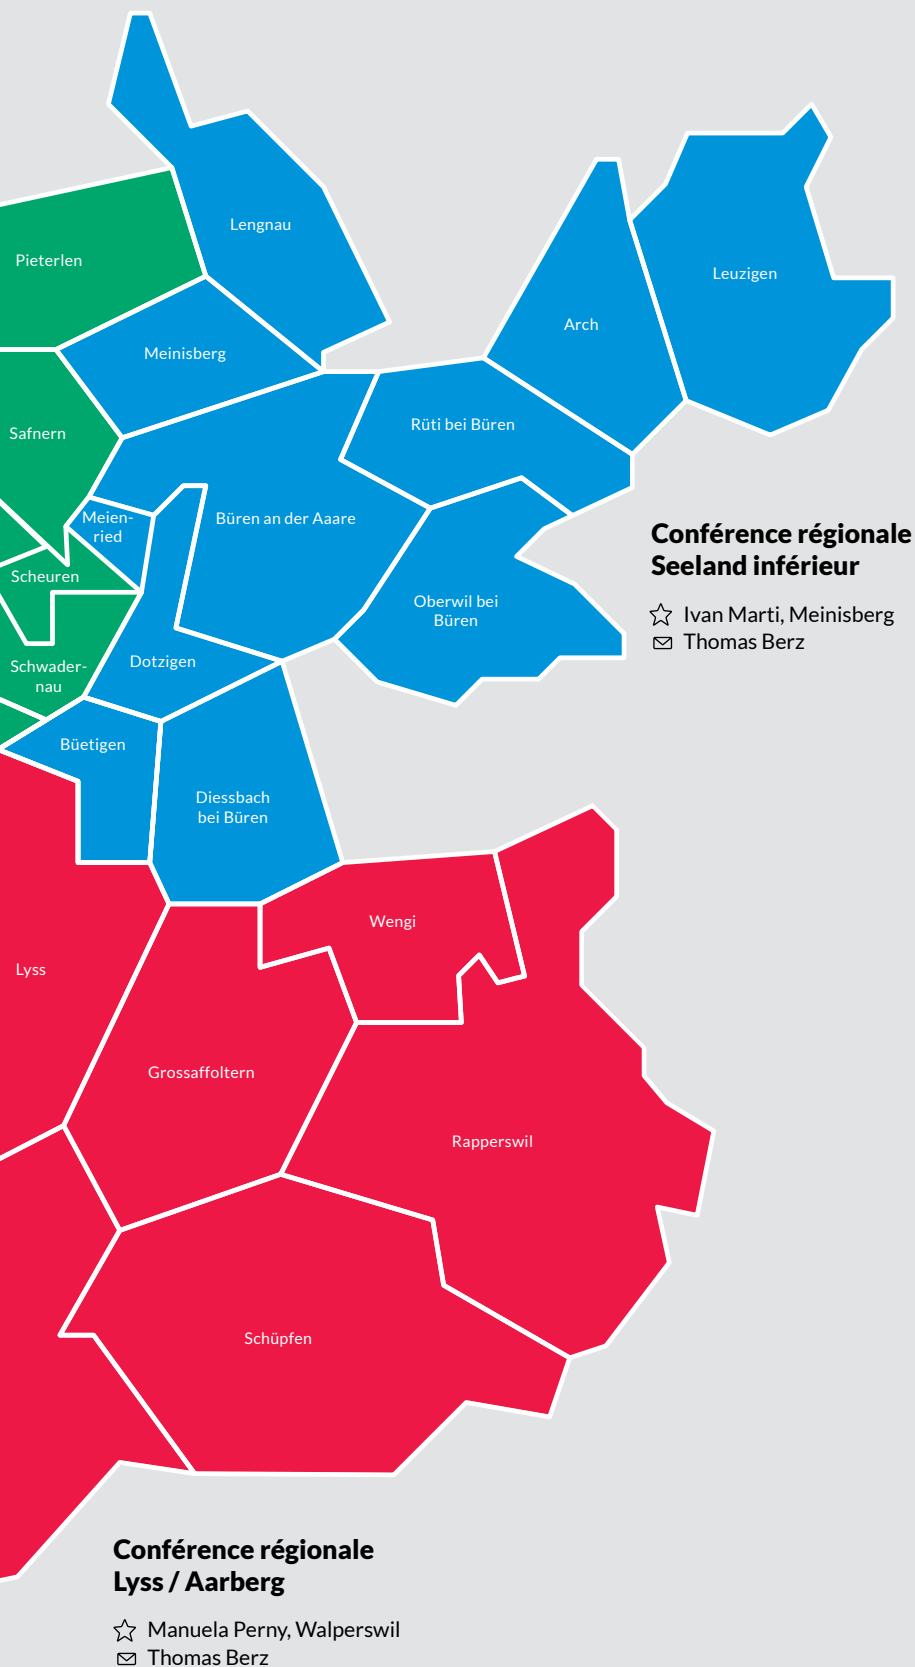 Lengnau
Pieterlen
Leuzigen
Arch
Meinisberg
Rüti bei Büren
Safnern
Meien-
ried
Büren an der Aaare
Conférence régionale
Seeland inférieur
Scheuren
Oberwil bei
Büren
Ivan Marti, Meinisberg
Thomas Berz
Dotzigen
Schwader-
nau
Büetigen
Diessbach
bei Büren
Wengi
Lyss
Grossaffoltern
Rapperswil
Schüpfen
Conférence régionale
Lyss / Aarberg
Manuela Perny, Walperswil
Thomas Berz